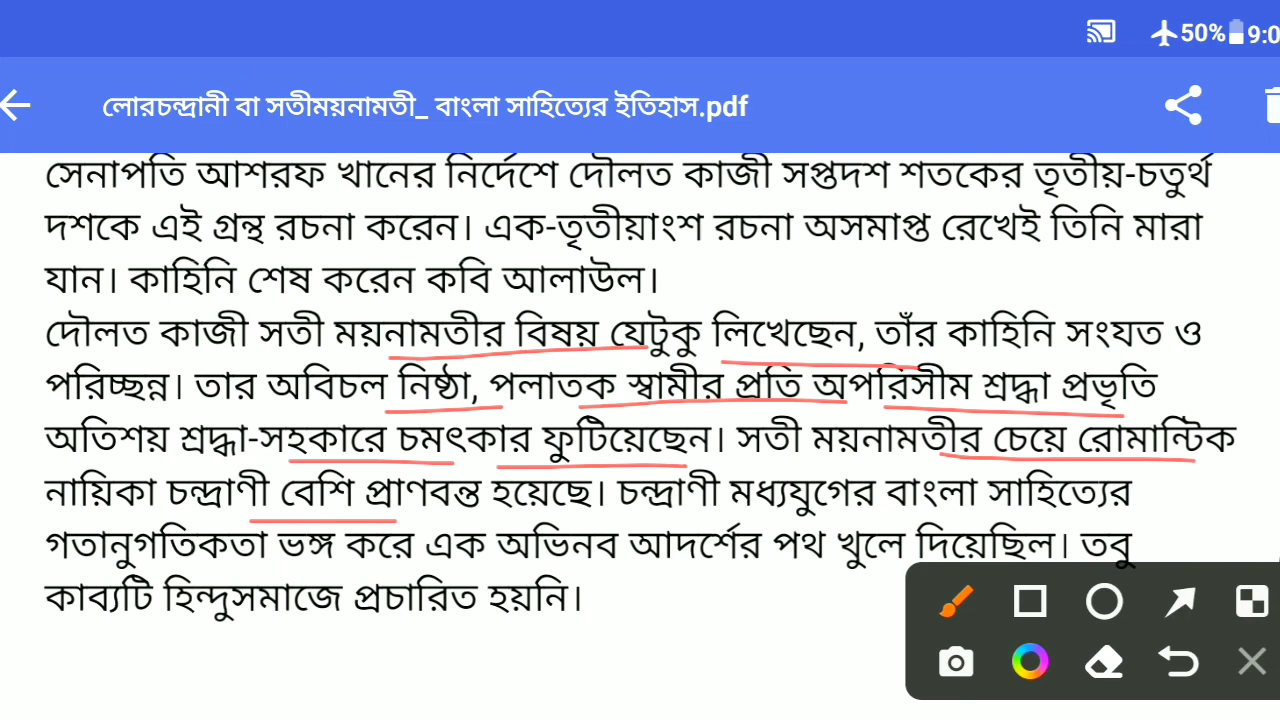 50% 9:0
লোরচন্দ্রানী বা সতীময়নামতী_ বাংলা সাহিত্যের ইতিহাস.pdf
সেনাপতি আশরফ খানের নির্দেশে দৌলত কাজী সপ্তদশ শতকের তৃতীয়-চতুর্থ
দশকে এই গ্রন্থ রচনা করেন। এক-তৃতীয়াংশ রচনা অসমাপ্ত রেখেই তিনি মারা
যান। কাহিনি শেষ করেন কবি আলাউল।
দৌলত কাজী সতী ময়নামতীর বিষয় যেটুকু লিখেছেন, তাঁর কাহিনি সংযত ও
পরিচ্ছন্ন। তার অবিচল নিষ্ঠা, পলাতক স্বামীর প্রতি অপরিসীম শ্রদ্ধা প্রভৃতি
অতিশয় শ্রদ্ধা-সহকারে চমৎকার ফুটিয়েছেন। সতী ময়নামতীর চেয়ে রোমান্টিক
নায়িকা চন্দ্রাণী বেশি প্রাণবন্ত হয়েছে। চন্দ্রাণী মধ্যযুগের বাংলা সাহিত্যের
গতানুগতিকতা ভঙ্গ করে এক অভিনব আদর্শের পথ খুলে দিয়েছিল। তবু
কাব্যটি হিন্দুসমাজে প্রচারিত হয়নি।